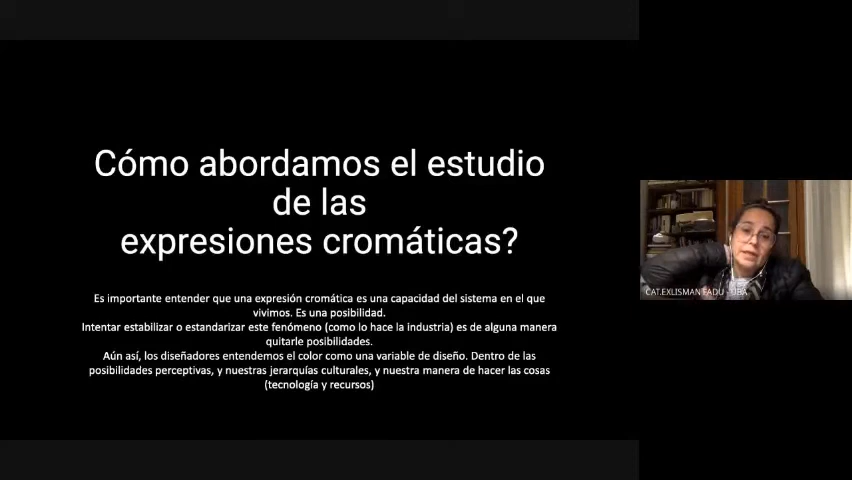 Cómo abordamos el estudio
de las
expresiones cromáticas?
Es importante entender que una expresión cromática es una capacidad del sistema en el que
vivimos. Es una posibilidad.
Intentar estabilizar o estandarizar este fenómeno (como lo hace la industria) es de alguna manera
quitarle posibilidades.
Aún así, los diseñadores entendemos el color como una variable de diseño. Dentro de las
posibilidades perceptivas, y nuestras jerarquías culturales, y nuestra manera de hacer las cosas
(tecnología y recursos)
CAT.EXLISMAN FADU - UBA